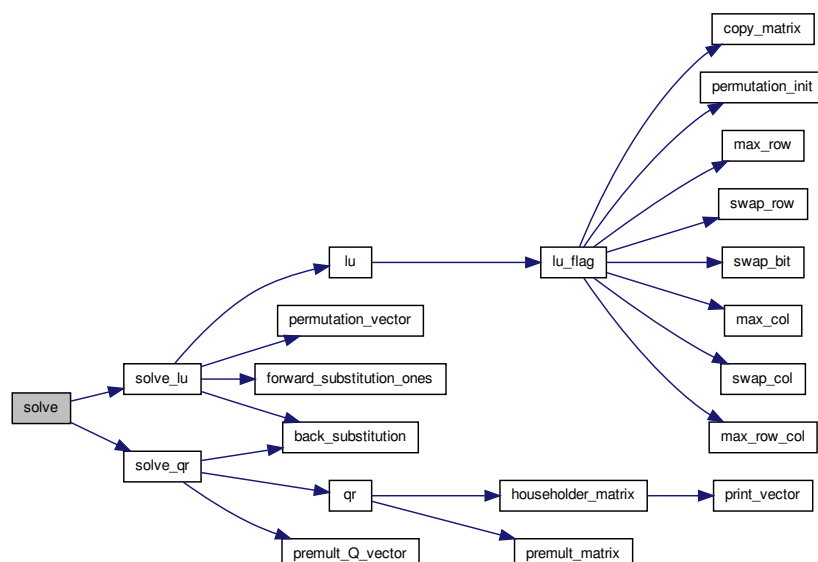 copy_matrix
permutation_init
max_row
swap_row
lu
lu_flag
swap_bit
permutation_vector
max_col
solve_lu
forward_substitution_ones
swap_col
solve
back_substitution
max_row_col
solve_qr
qr
householder_matrix
print_vector
premult_Q_vector
premult_matrix